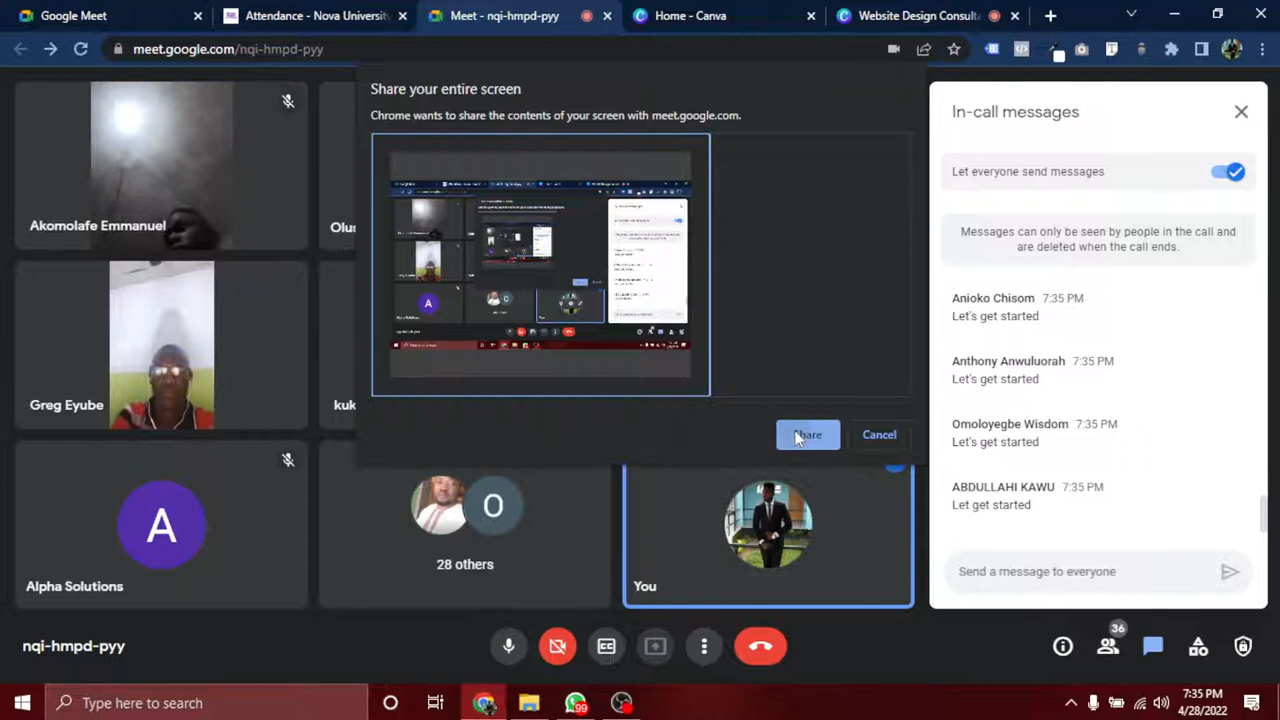 Google Meet
Attendance - Nova University
Meet - nqi-hmpd-pyy
Home - Canva
Website Design Consulta
meet.google.com/nqi-hmpd-pyy
Share your entire screen
Chrome wants to share the contents of your screen with meet.google.com.
Share
Cancel
Akomolafe Emmanuel
Olus
Greg Eyube
kuk
A
Alpha Solutions
O
28 others
You
In-call messages
Let everyone send messages
Messages can only be seen by people in the call and
are deleted when the call ends.
Anioko Chisom 7:35 PM
Let's get started
Anthony Anwuluorah 7:35 PM
Let's get started
Omoloyegbe Wisdom 7:35 PM
Let's get started
ABDULLAHI KAWU 7:35 PM
Let get started
Send a message to everyone
nqi-hmpd-pyy
CC
36
Type here to search
99
7:35 PM
4/28/2022